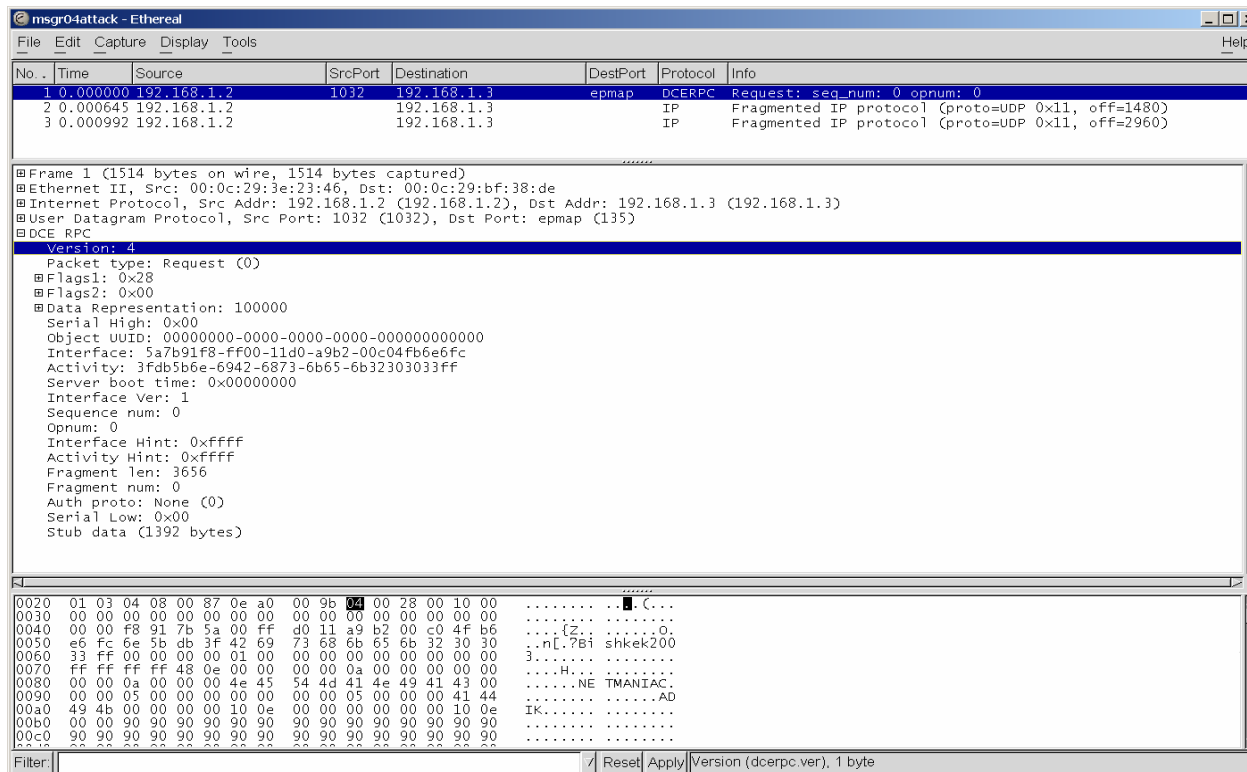 msgr04attack - Ethereal
File Edit Capture Display Tools Help
No. . Time Source SrcPort Destination DestPort Protocol Info
1 0.000000 192.168.1.2 1032 192.168.1.3 epmap DCERPC Request: seq_num: 0 opnum: 0
2 0.000645 192.168.1.2 192.168.1.3 IP Fragmented IP protocol (proto=UDP 0x11, off=1480)
3 0.000992 192.168.1.2 192.168.1.3 IP Fragmented IP protocol (proto=UDP 0x11, off=2960)
Frame 1 (1514 bytes on wire, 1514 bytes captured)
Ethernet II, Src: 00:0c:29:3e:23:46, Dst: 00:0c:29:bf:38:de
Internet Protocol, Src Addr: 192.168.1.2 (192.168.1.2), Dst Addr: 192.168.1.3 (192.168.1.3)
User Datagram Protocol, Src Port: 1032 (1032), Dst Port: epmap (135)
DCE RPC
Version: 4
Packet type: Request (0)
Flags1: 0x28
Flags2: 0x00
Data Representation: 100000
Serial High: 0x00
Object UUID: 00000000-0000-0000-0000-000000000000
Interface: 5a7b91f8-ff00-11d0-a9b2-00c04fb6e6fc
Activity: 3fdb5b6e-6942-6873-6b65-6b32303033ff
Server boot time: 0x00000000
Interface Ver: 1
Sequence num: 0
Opnum: 0
Interface Hint: 0xffff
Activity Hint: 0xffff
Fragment len: 3656
Fragment num: 0
Auth proto: None (0)
Serial Low: 0x00
Stub data (1392 bytes)
0020 01 03 04 08 00 87 0e a0 00 9b 04 00 28 00 10 00 ........ ....(...
0030 00 00 00 00 00 00 00 00 00 00 00 00 00 00 00 00 ........ ........
0040 00 00 f8 91 7b 5a 00 ff d0 11 a9 b2 00 c0 4f b6 ....{Z.. ......O.
0050 e6 fc 6e 5b db 3f 42 69 73 68 6b 65 6b 32 30 30 ..n[.?Bi shkek200
0060 33 ff 00 00 00 00 01 00 00 00 00 00 00 00 00 00 3....... ........
0070 ff ff ff ff 48 0e 00 00 00 00 0a 00 00 00 00 00 ....H... ........
0080 00 00 0a 00 00 00 4e 45 54 4d 41 4e 49 41 43 00 ......NE TMANIAC.
0090 00 00 05 00 00 00 00 00 00 00 05 00 00 00 41 44 ........ ......AD
00a0 49 4b 00 00 00 00 10 0e 00 00 00 00 00 00 10 0e IK...... ........
00b0 00 00 90 90 90 90 90 90 90 90 90 90 90 90 90 90 ........ ........
00c0 90 90 90 90 90 90 90 90 90 90 90 90 90 90 90 90 ........ ........
Filter: Reset Apply Version (dcerpc.ver), 1 byte